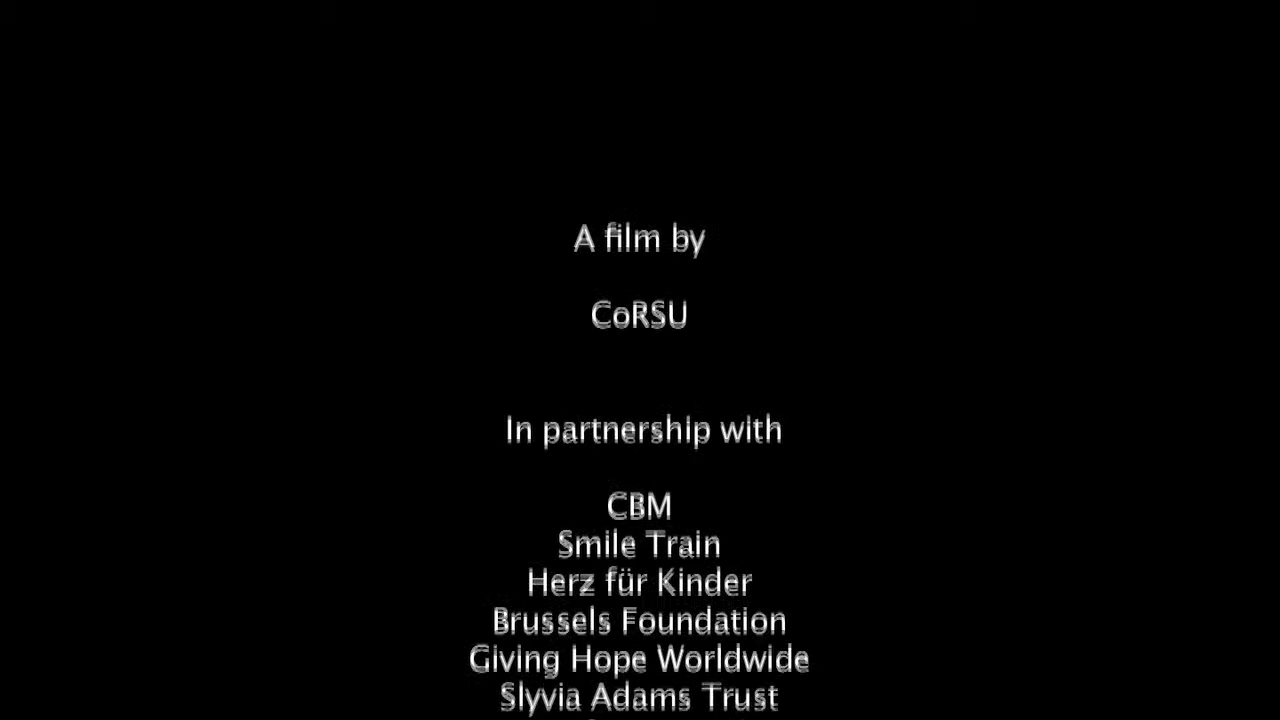 A film by
CoRSU
In partnership with
CBM
Smile Train
Herz für Kinder
Brussels Foundation
Giving Hope Worldwide
Slyvia Adams Trust